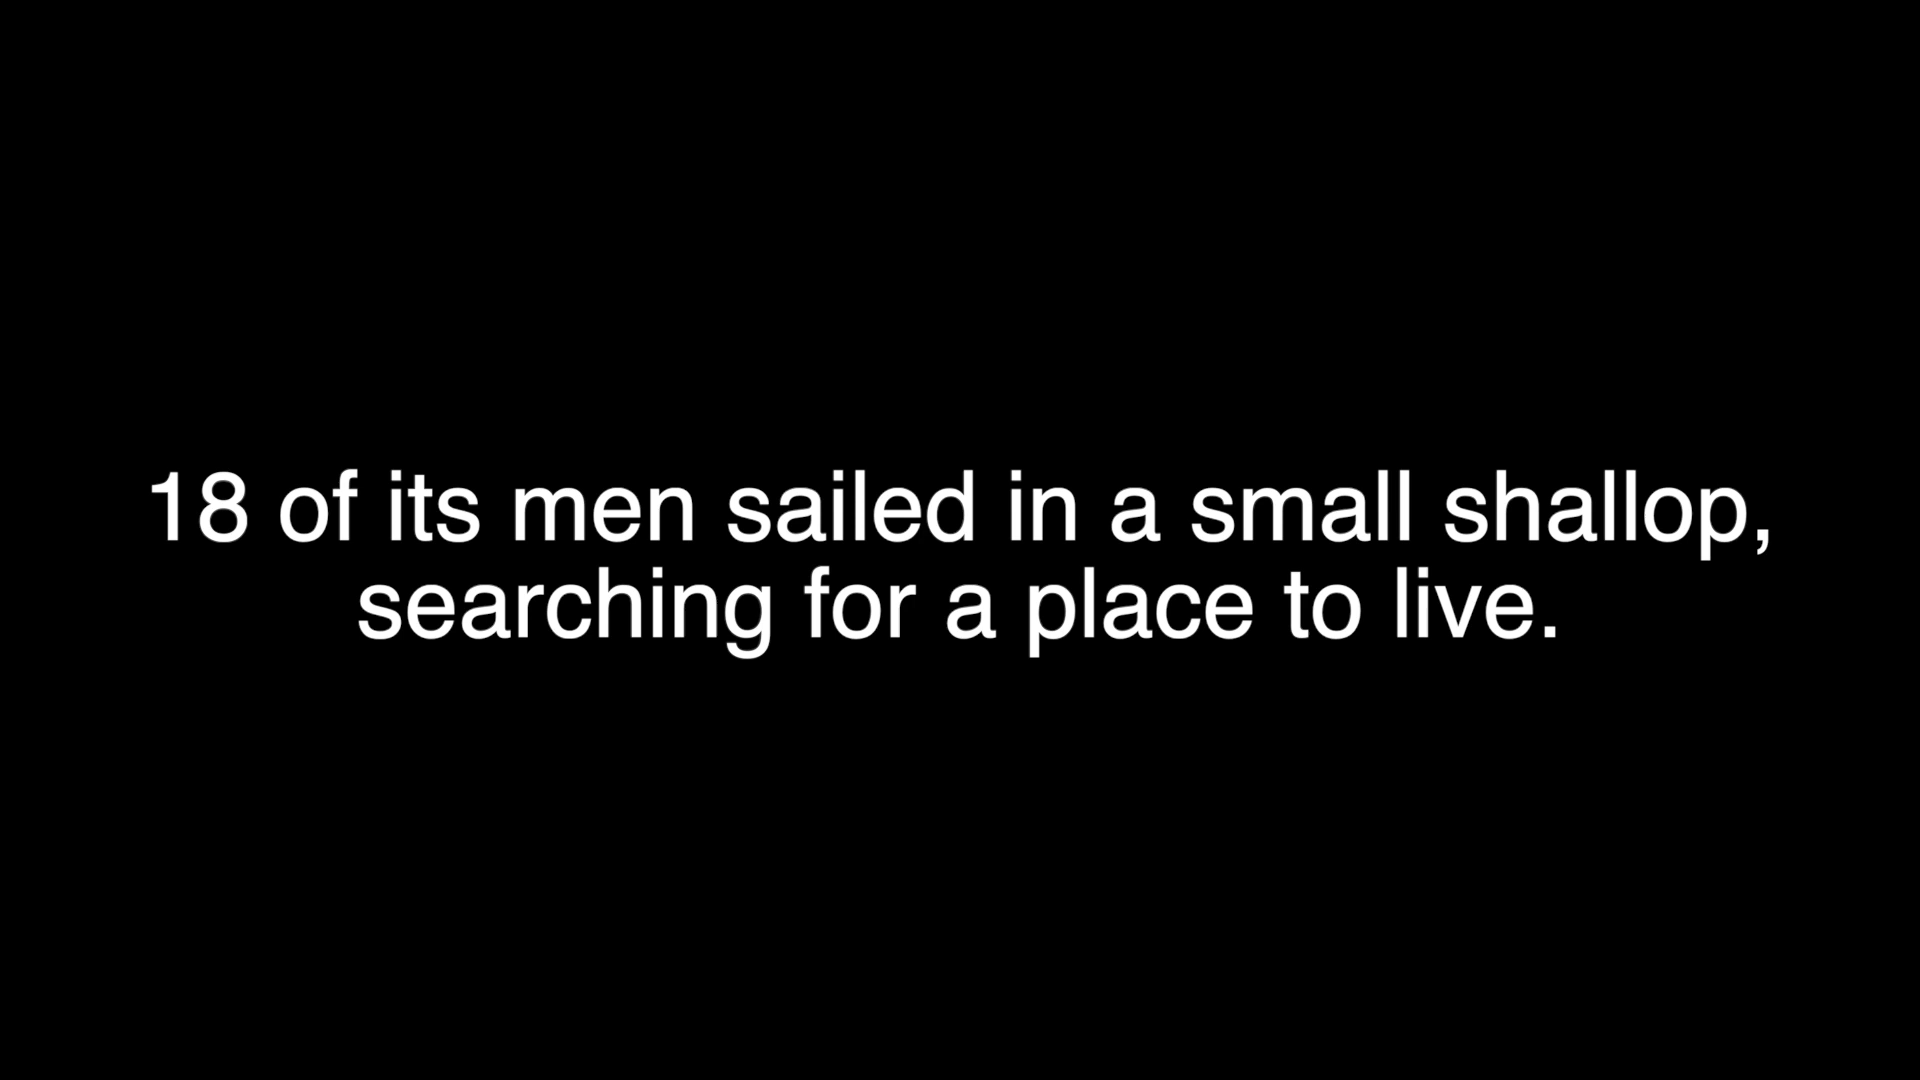 18 of its men sailed in a small shallop,
searching for a place to live.